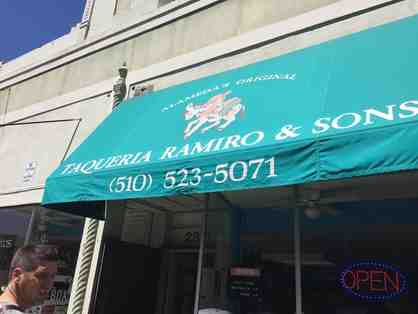 ALAMEDA'S ORIGINAL
TAQUERIA RAMIRO & SONS
(510) 523-5071
OPEN